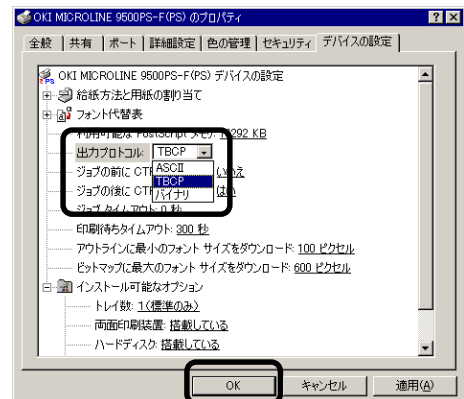 OKI MICROLINE 9500PS-F(PS) のプロパティ
全般 共有 ポート 詳細設定 色の管理 セキュリティ デバイスの設定
OKI MICROLINE 9500PS-F(PS) デバイスの設定
給紙方法と用紙の割り当て
フォント代替表
利用可能な PostScript メモリ: 292 KB
出力プロトコル: TBCP
ASCII
TBCP
バイナリ
ジョブの前に CT いいえ
ジョブの後に CT はい
ジョブ タイムアウト: 0 秒
印刷待ちタイムアウト: 300 秒
アウトラインに最小のフォント サイズをダウンロード: 100 ピクセル
ビットマップに最大のフォント サイズをダウンロード: 600 ピクセル
インストール可能なオプション
トレイ数: 1(標準のみ)
両面印刷装置: 搭載している
ハードディスク: 搭載している
OK キャンセル 適用(A)